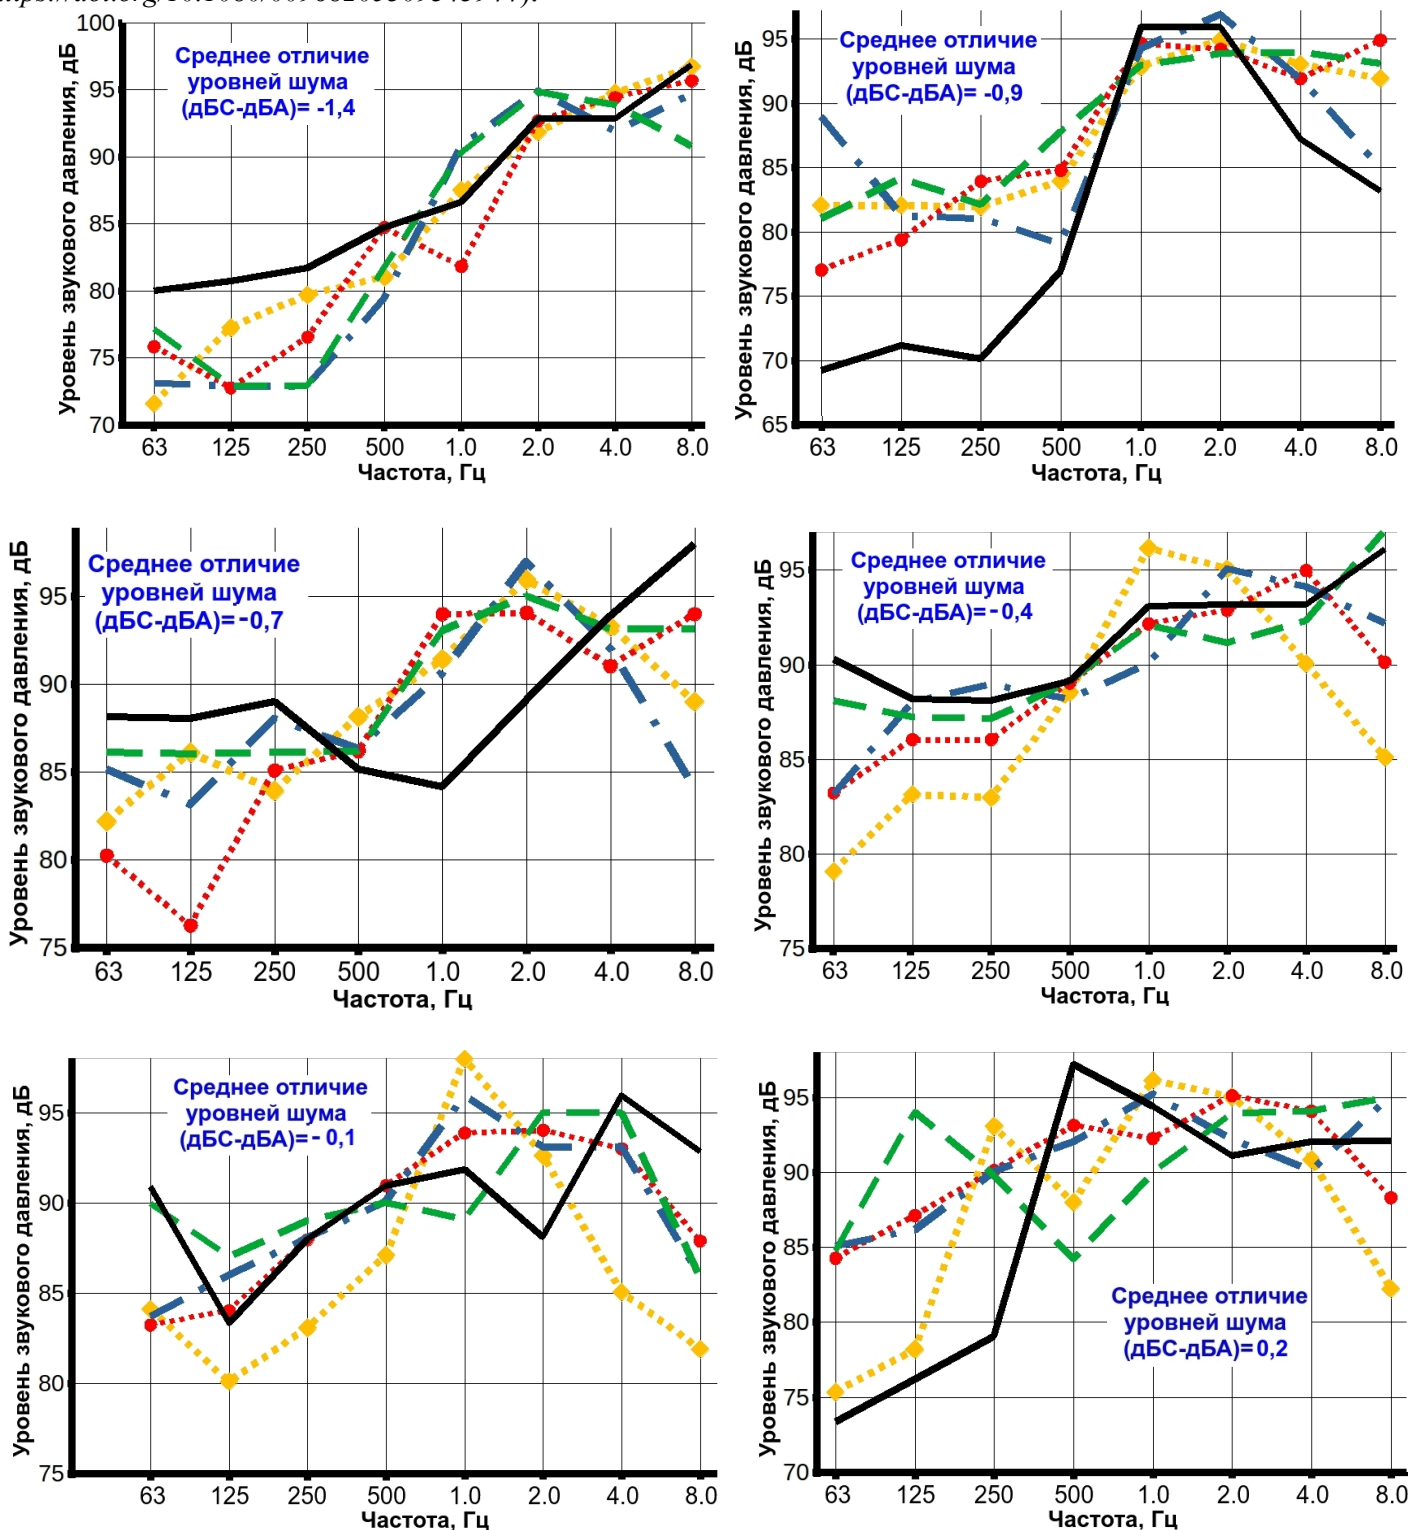 100
95
90
85
80
75
70
Уровень звукового давления, дБ
Среднее отличие
уровней шума
(дБС-дБА)= -1,4
63 125 250 500 1.0 2.0 4.0 8.0
Частота, Гц
95
90
85
80
75
70
65
Уровень звукового давления, дБ
Среднее отличие
уровней шума
(дБС-дБА)= -0,9
63 125 250 500 1.0 2.0 4.0 8.0
Частота, Гц
95
90
85
80
75
Уровень звукового давления, дБ
Среднее отличие
уровней шума
(дБС-дБА)= -0,7
63 125 250 500 1.0 2.0 4.0 8.0
Частота, Гц
95
90
85
80
75
Уровень звукового давления, дБ
Среднее отличие
уровней шума
(дБС-дБА)= -0,4
63 125 250 500 1.0 2.0 4.0 8.0
Частота, Гц
95
90
85
80
75
Уровень звукового давления, дБ
Среднее отличие
уровней шума
(дБС-дБА)= - 0,1
63 125 250 500 1.0 2.0 4.0 8.0
Частота, Гц
95
90
85
80
75
70
Уровень звукового давления, дБ
Среднее отличие
уровней шума
(дБС-дБА)= 0,2
63 125 250 500 1.0 2.0 4.0 8.0
Частота, Гц